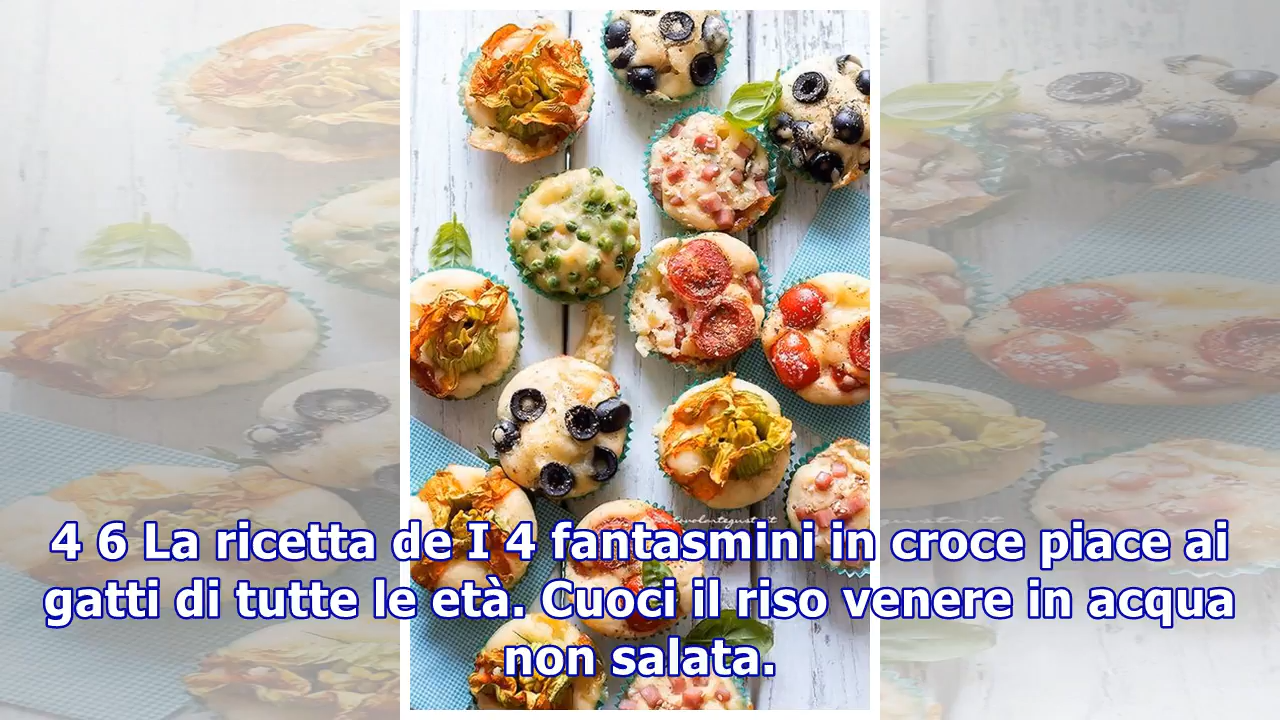 4 6 La ricetta de I 4 fantasmini in croce piace ai
gatti di tutte le età. Cuoci il riso venere in acqua
non salata.